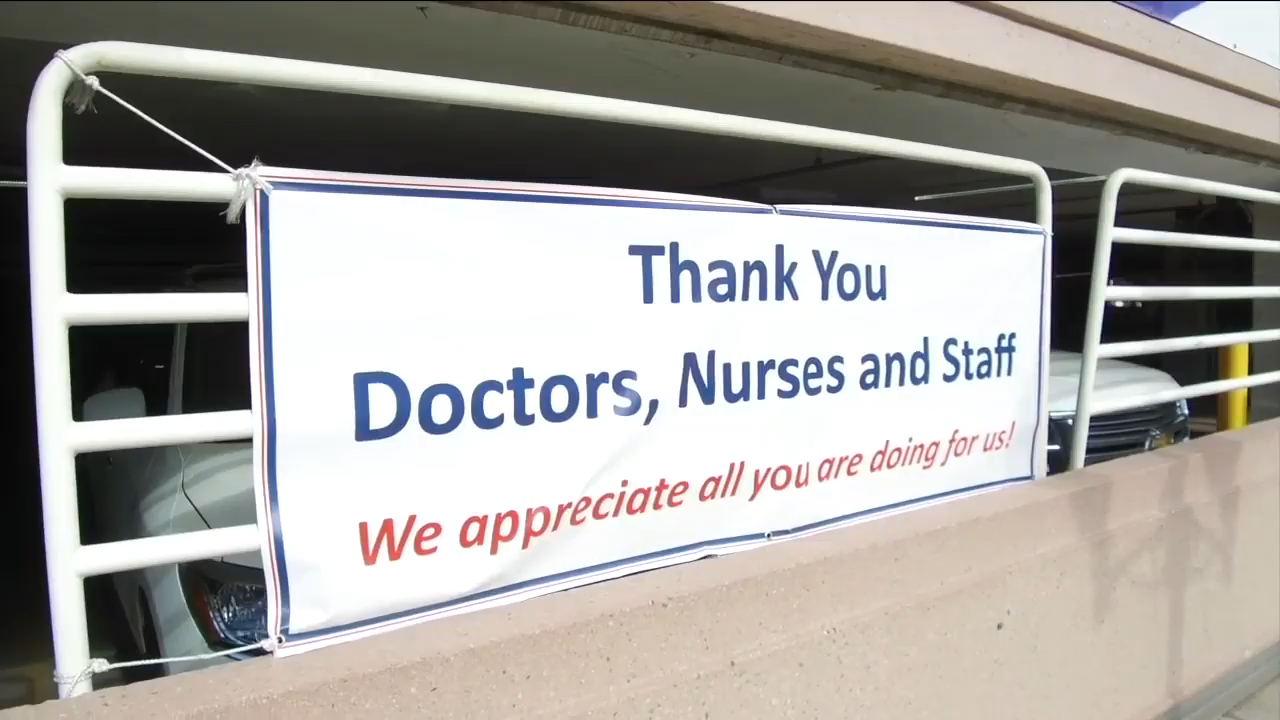 Thank You
Doctors, Nurses and Staff
We appreciate all you are doing for us!